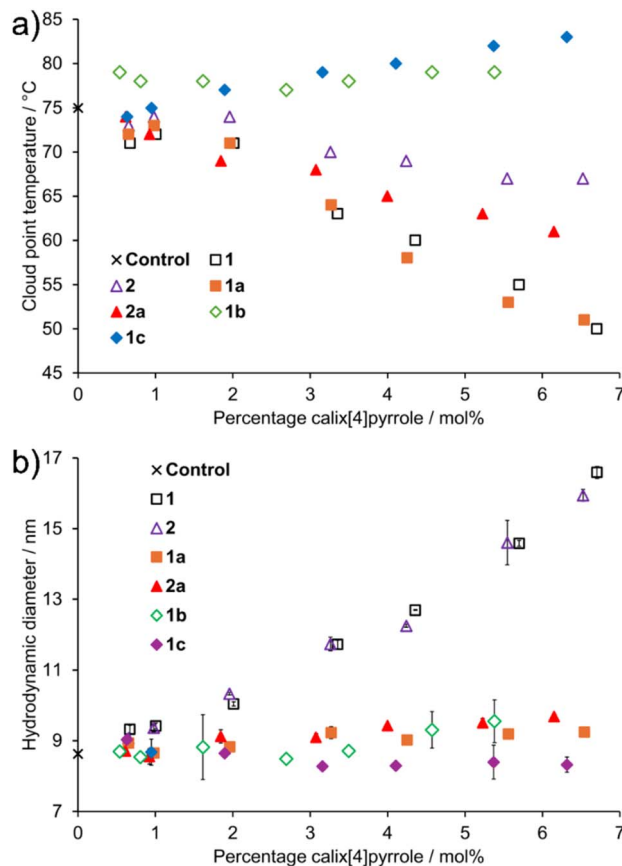 a)
Cloud point temperature / °C
85
80
75
70
65
60
55
50
45
Control
1
2
1a
2a
1b
1c
0 1 2 3 4 5 6 7
Percentage calix[4]pyrrole / mol%
b)
Hydrodynamic diameter / nm
17
15
13
11
9
7
Control
1
2
1a
2a
1b
1c
0 1 2 3 4 5 6 7
Percentage calix[4]pyrrole / mol%